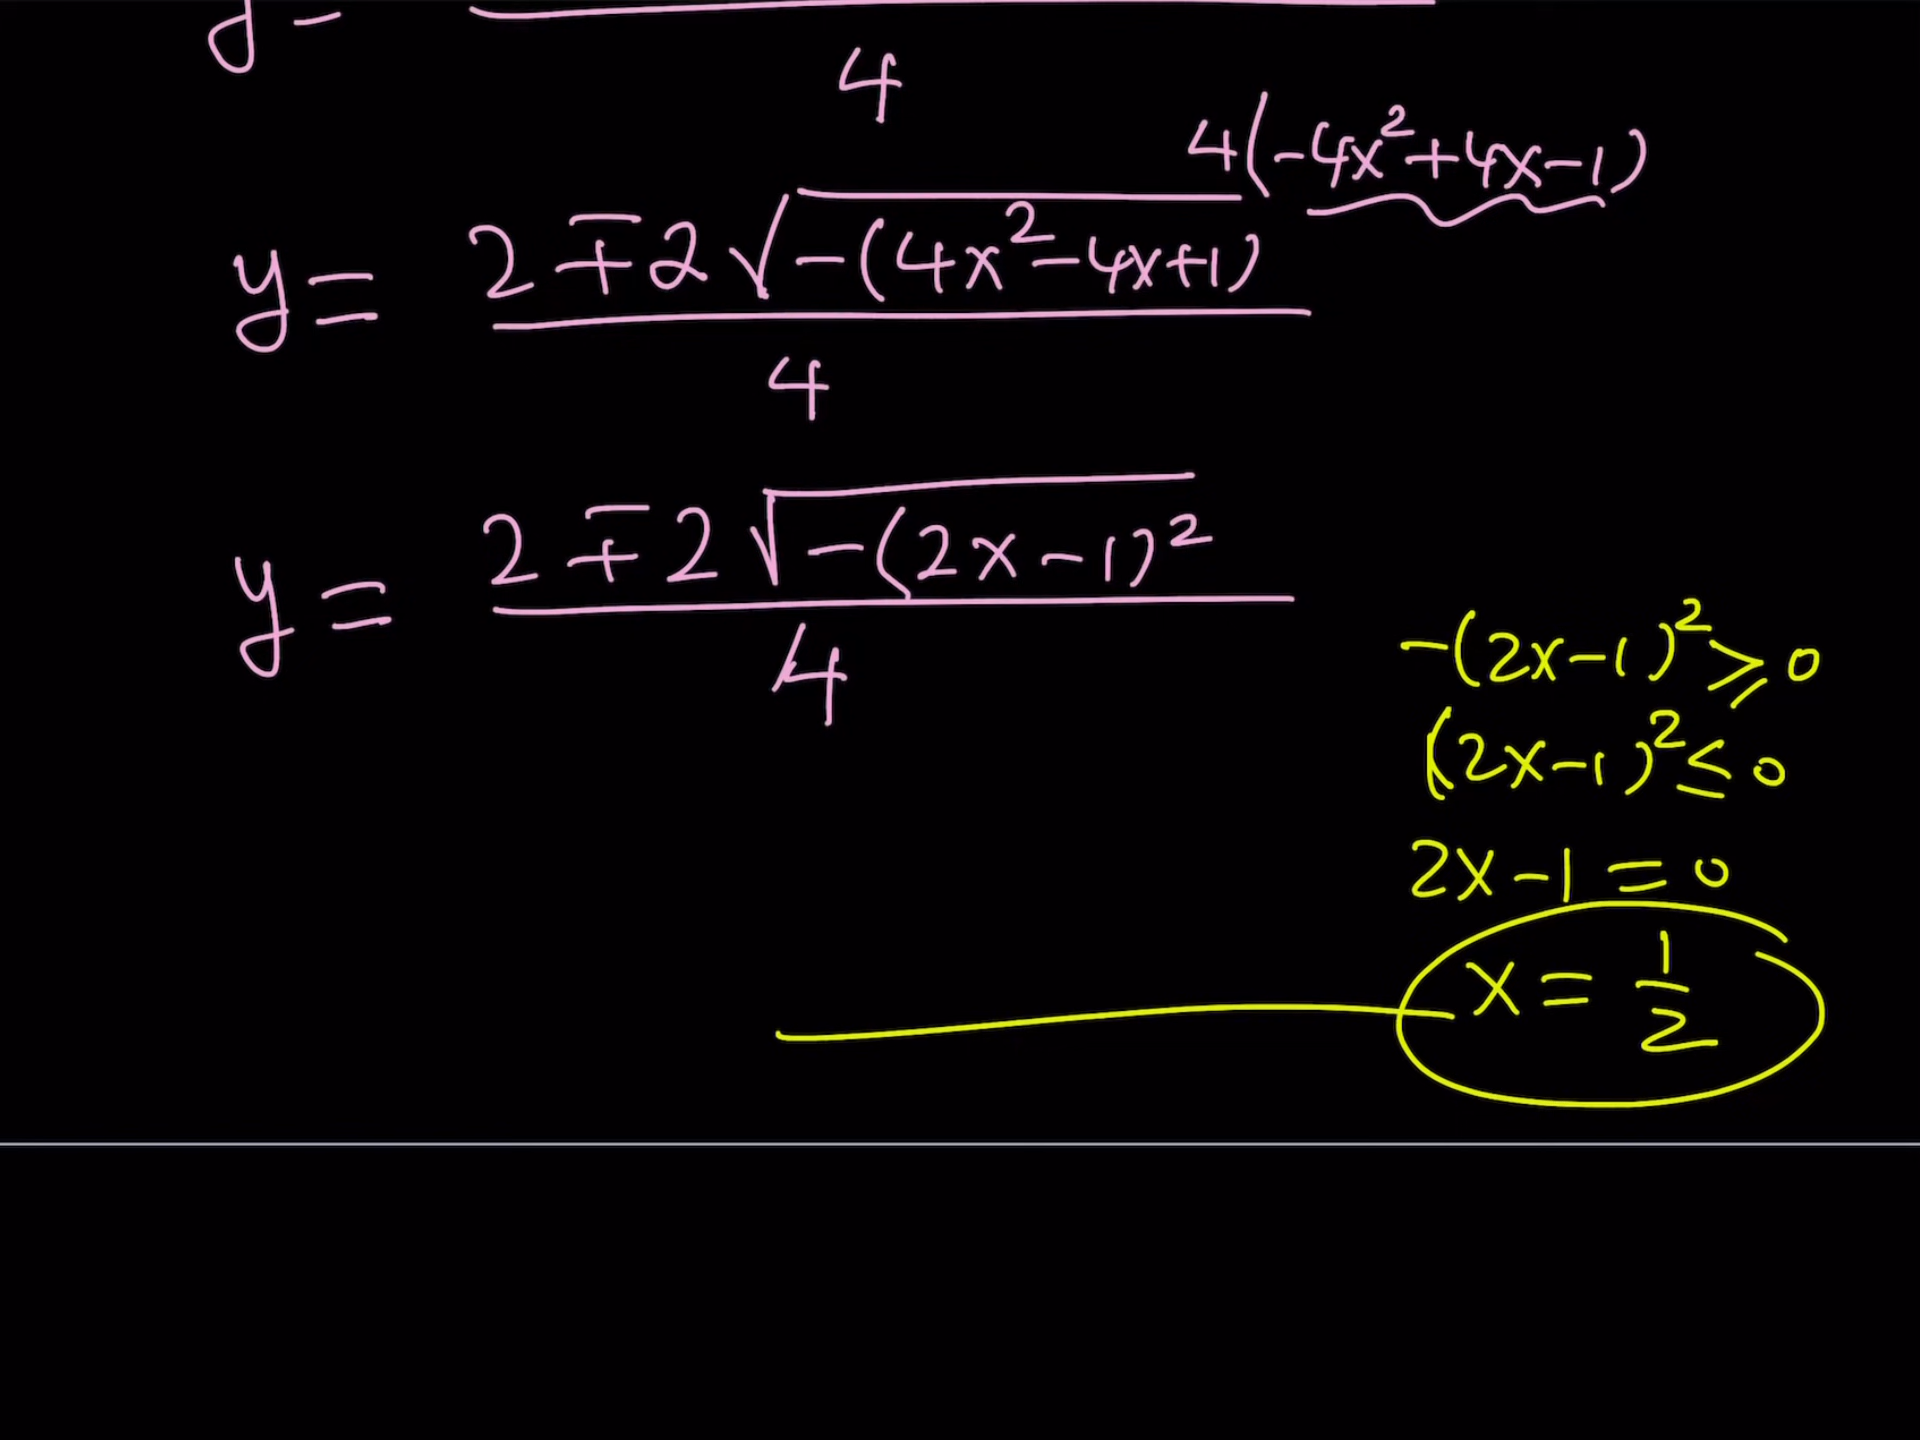 y = ───
4
4(-4x²+4x-1)
y = (2 ∓ 2√(-(4x²-4x+1)))/4
y = (2 ∓ 2√(-(2x-1)²))/4
-(2x-1)² ⩾ 0
(2x-1)² ≤ 0
2x-1 = 0
x = 1/2